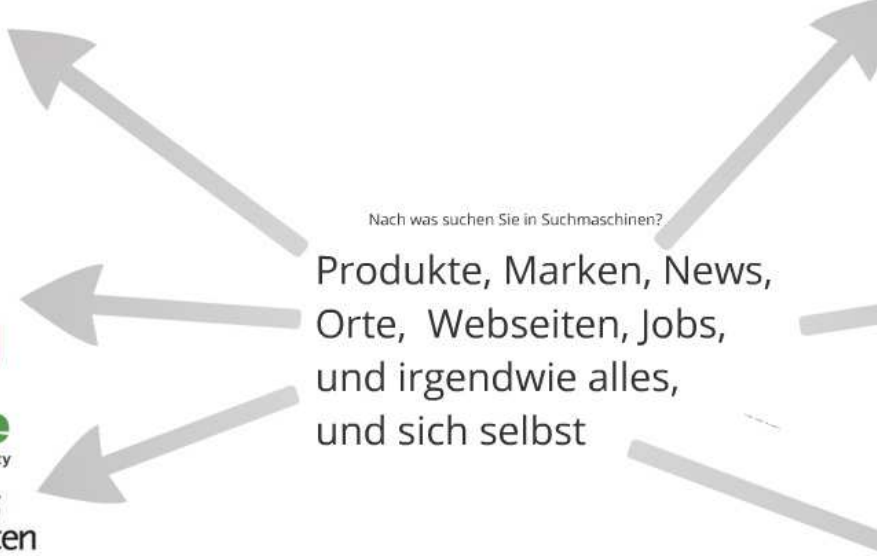 Nach was suchen Sie in Suchmaschinen?
Produkte, Marken, News,
Orte, Webseiten, Jobs,
und irgendwie alles,
und sich selbst